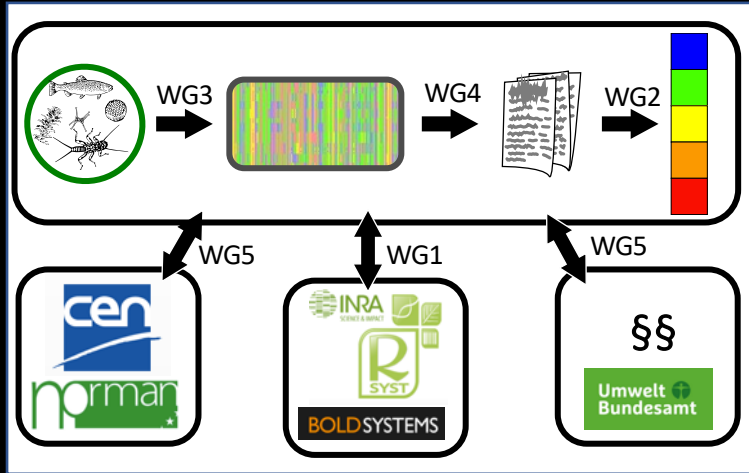 WG3
WG4
WG2
WG5
WG1
WG5
cen
norman
INRA
SCIENCE & IMPACT
R
SYST
BOLDSYSTEMS
§§
Umwelt
Bundesamt